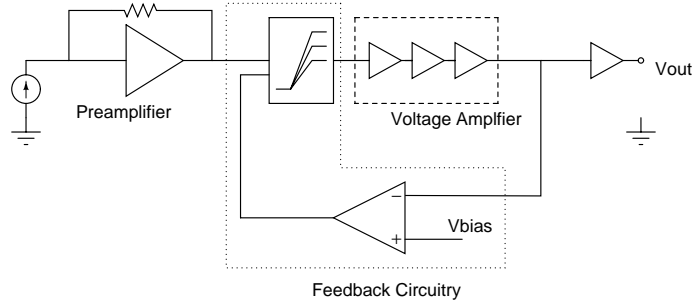 Vout
Preamplifier
Voltage Amplfier
Vbias
−
+
Feedback Circuitry